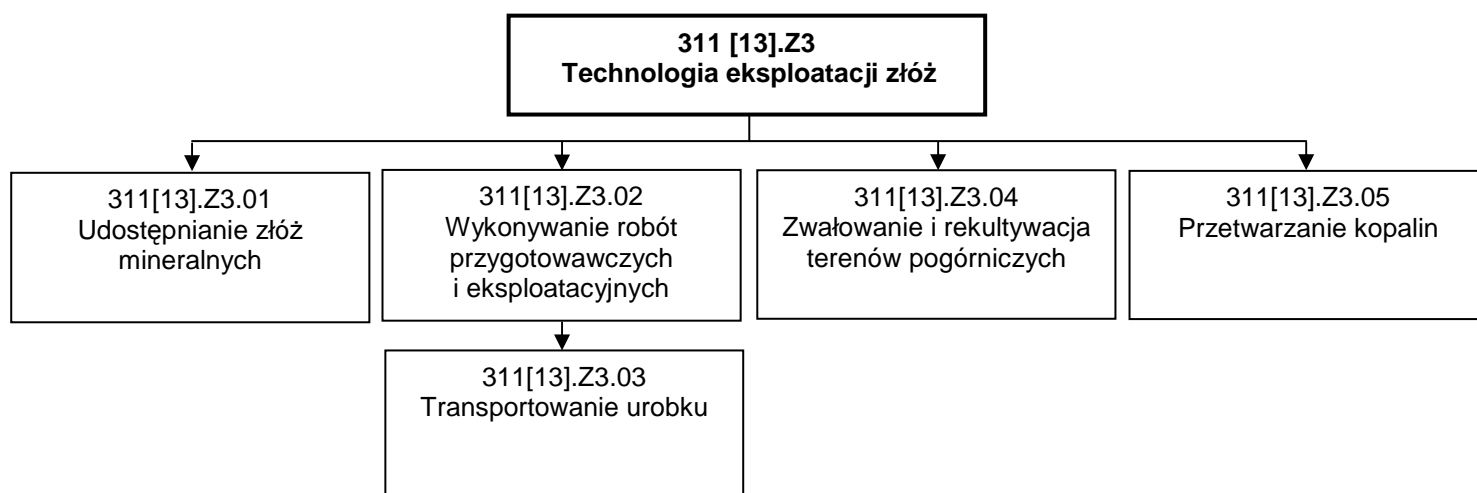 311 [13].Z3
Technologia eksploatacji złóż
311[13].Z3.01
Udostępnianie złóż
mineralnych
311[13].Z3.02
Wykonywanie robót
przygotowawczych
i eksploatacyjnych
311[13].Z3.04
Zwałowanie i rekultywacja
terenów pogórniczych
311[13].Z3.05
Przetwarzanie kopalin
311[13].Z3.03
Transportowanie urobku